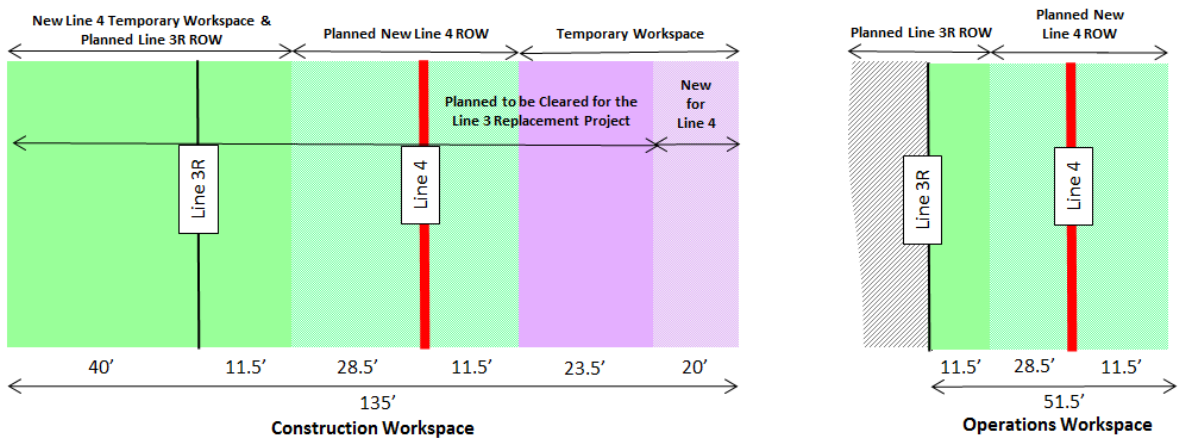 New Line 4 Temporary Workspace &
Planned Line 3R ROW
Planned New Line 4 ROW
Temporary Workspace
Planned to be Cleared for the
Line 3 Replacement Project
New
for
Line 4
Line 3R
Line 4
40’
11.5’
28.5’
11.5’
23.5’
20’
135’
Construction Workspace
Planned Line 3R ROW
Planned New
Line 4 ROW
Line 3R
Line 4
11.5’
28.5’
11.5’
51.5’
Operations Workspace